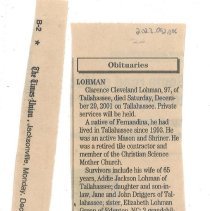 B-2 ★ The Times-Union, Jacksonville, Monday, Dec
Obituaries
LOHMAN
Clarence Cleveland Lohman, 97, of
Tallahassee, died Saturday, Decem-
ber 29, 2001 in Tallahassee. Private
services will be held.
A native of Fernandina, he had
lived in Tallahassee since 1993. He
was an active Mason and Shriner. He
was a retired tile contractor and
member of the Christian Science
Mother Church.
Survivors include his wife of 65
years, Addie Jackson Lohman of
Tallahassee; daughter and son-in-
law, Jane and John Driggers of Tal-
lahassee; sister, Elizabeth Lohman